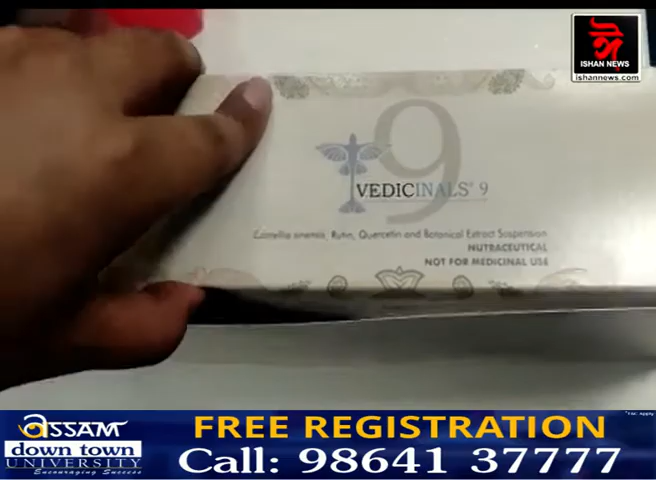 ঈ
ISHAN NEWS
ishannews.com
9
VEDICINALS® 9
Camellia sinensis, Rutin, Quercetin and Botanical Extract Suspension
NUTRACEUTICAL
NOT FOR MEDICINAL USE
*T&C Apply
ASSAM
down town
UNIVERSITY
Encouraging Success
FREE REGISTRATION
Call: 98641 37777